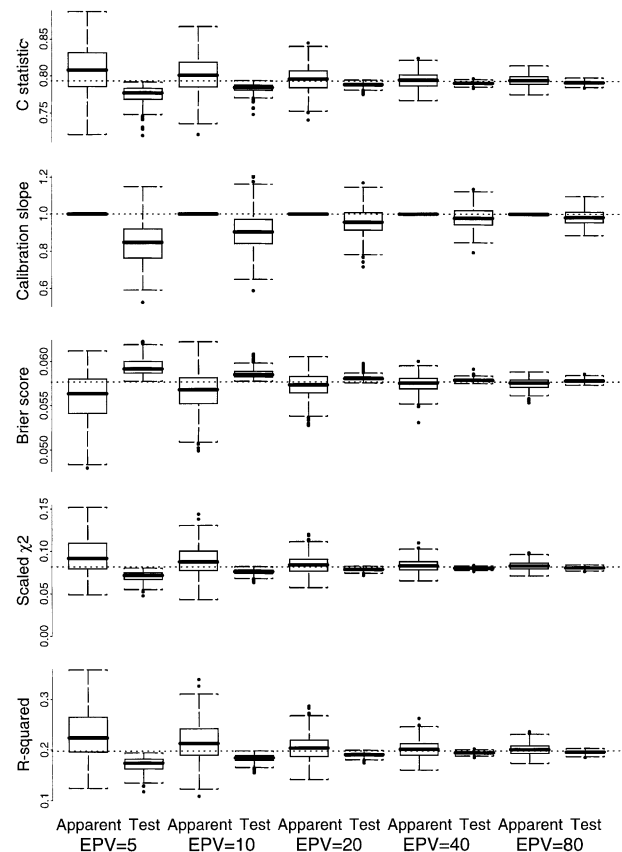 C statistic
0.85
0.80
0.75
Calibration slope
1.2
1.0
0.8
0.6
Brier score
0.060
0.055
0.050
Scaled χ2
0.15
0.10
0.05
0.00
R-squared
0.3
0.2
0.1
Apparent Test Apparent Test Apparent Test Apparent Test Apparent Test
EPV=5 EPV=10 EPV=20 EPV=40 EPV=80